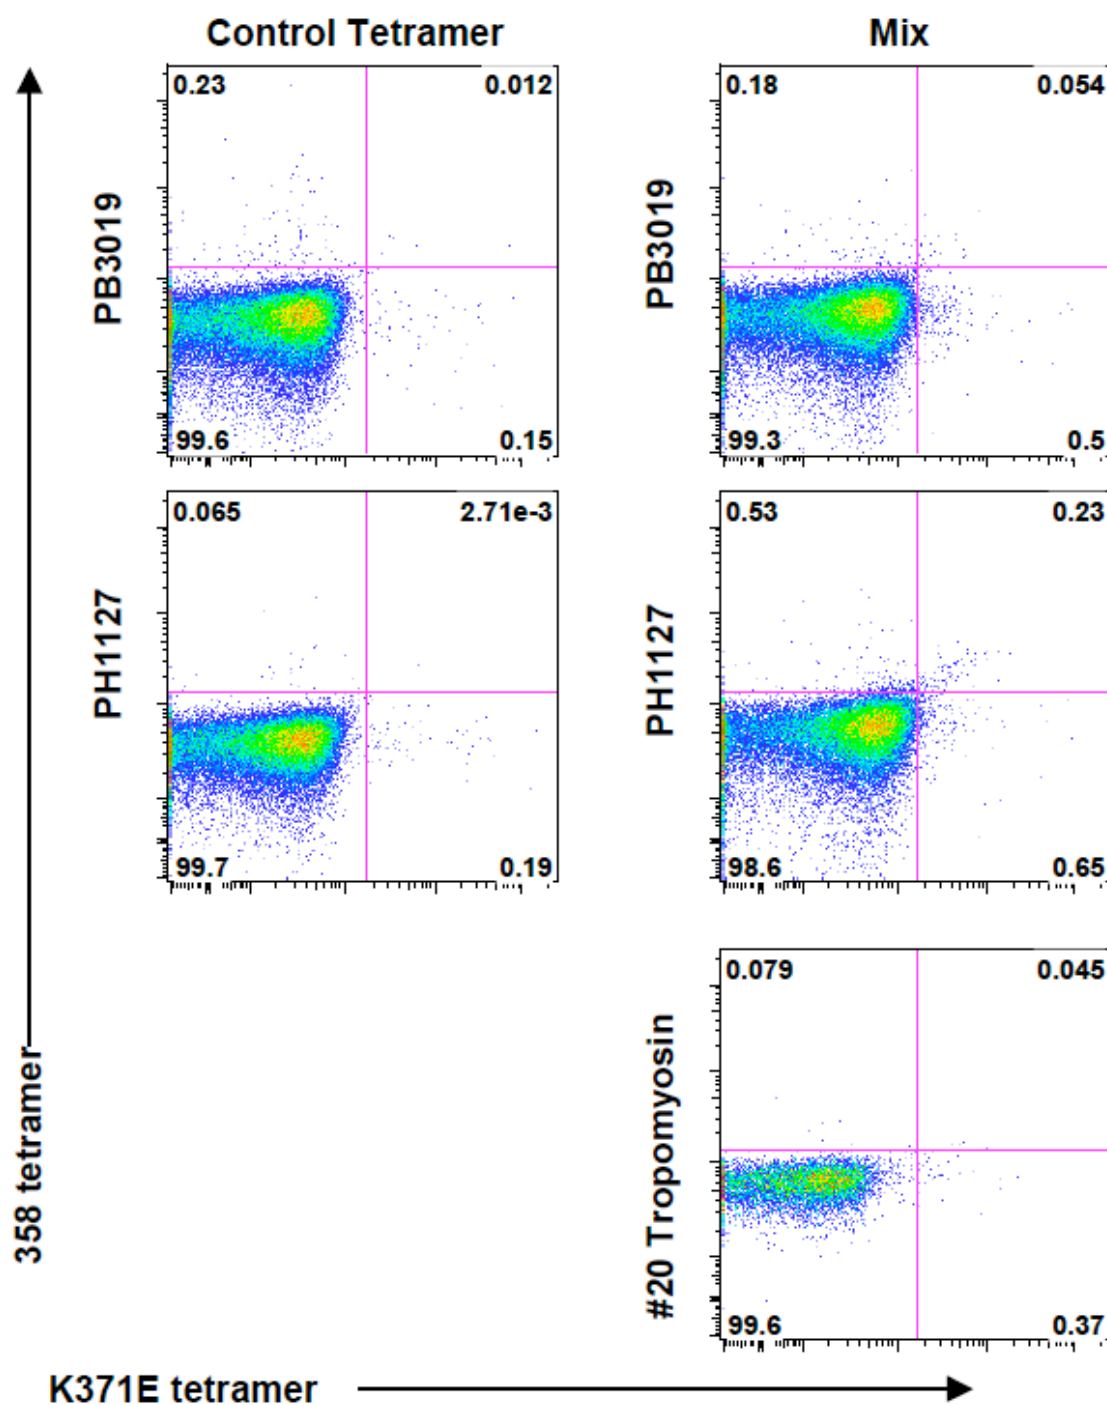 Control Tetramer
Mix
0.23
0.012
0.18
0.054
PB3019
PB3019
99.6
0.15
99.3
0.5
0.065
2.71e-3
0.53
0.23
PH1127
PH1127
99.7
0.19
98.6
0.65
0.079
0.045
358 tetramer
#20 Tropomyosin
99.6
0.37
K371E tetramer